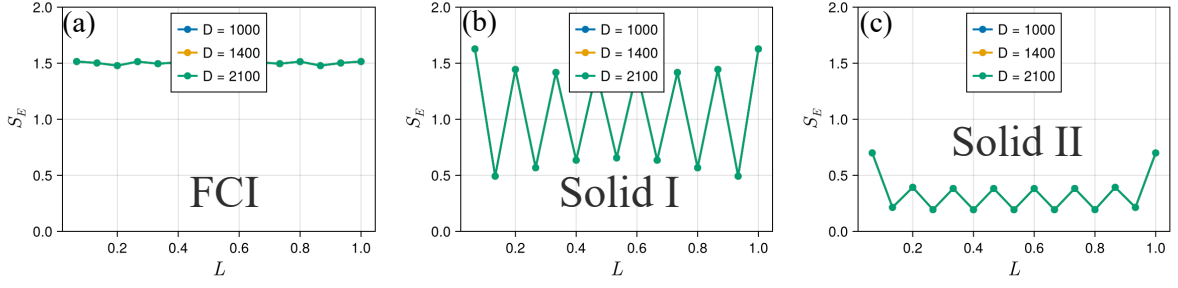 (a)
2.0
1.5
1.0
0.5
0.0
S_E
D = 1000
D = 1400
D = 2100
FCI
0.2 0.4 0.6 0.8 1.0
L
(b)
2.0
1.5
1.0
0.5
0.0
S_E
D = 1000
D = 1400
D = 2100
Solid I
0.2 0.4 0.6 0.8 1.0
L
(c)
2.0
1.5
1.0
0.5
0.0
S_E
D = 1000
D = 1400
D = 2100
Solid II
0.2 0.4 0.6 0.8 1.0
L